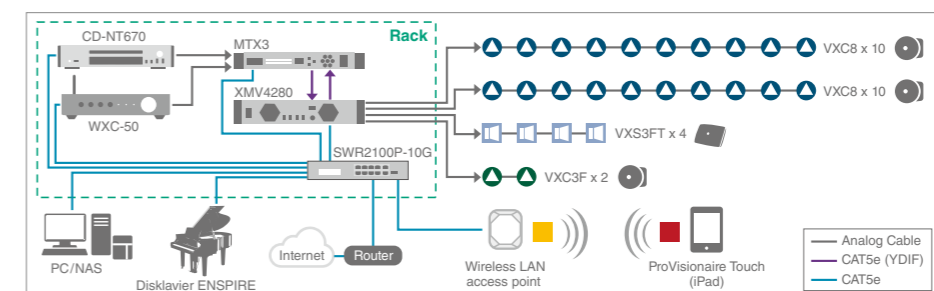 Rack
CD-NT670
MTX3
WXC-50
XMV4280
SWR2100P-10G
VXC8 x 10
VXC8 x 10
VXS3FT x 4
VXC3F x 2
PC/NAS
Disklavier ENSPIRE
Internet
Router
Wireless LAN
access point
ProVisionaire Touch
(iPad)
Analog Cable
CAT5e (YDIF)
CAT5e